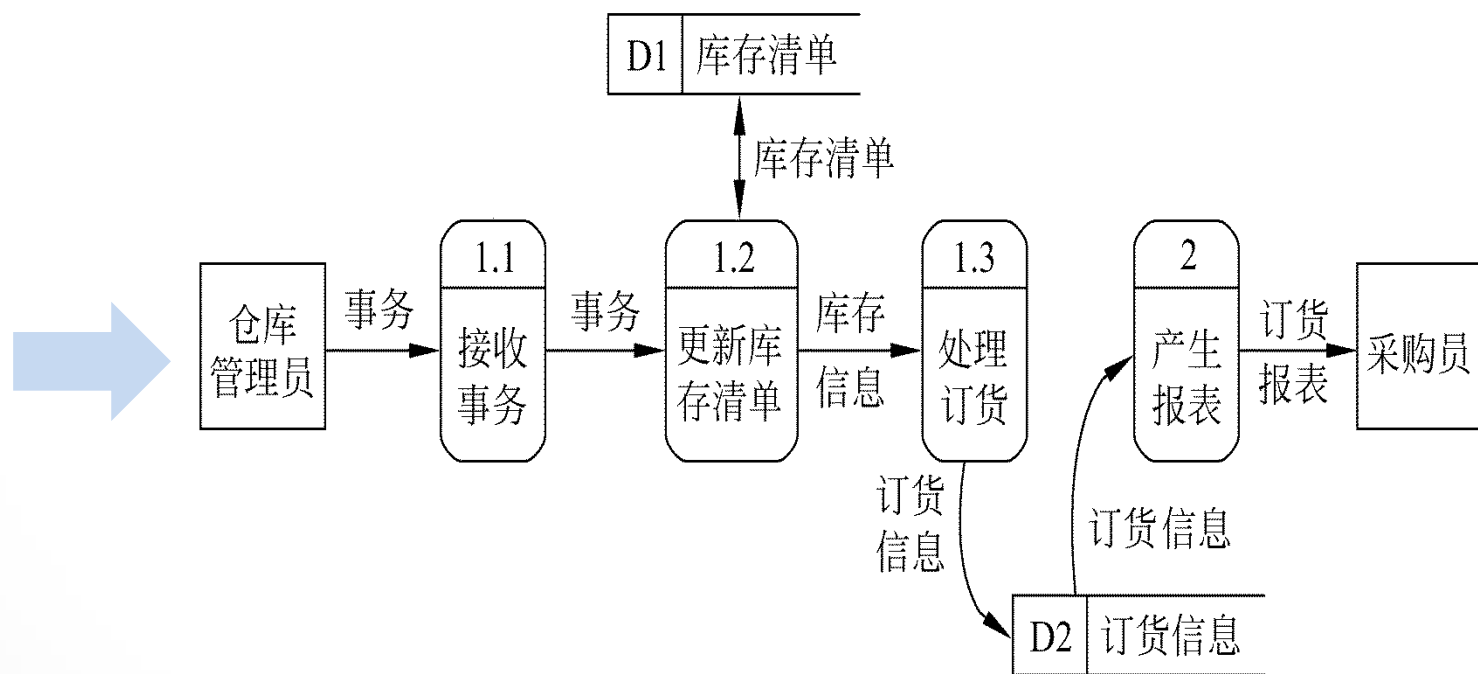 D1 库存清单
库存清单
仓库
管理员
事务
1.1
接收
事务
事务
1.2
更新库
存清单
库存
信息
1.3
处理
订货
订货
信息
D2 订货信息
订货信息
2
产生
报表
订货
报表
采购员